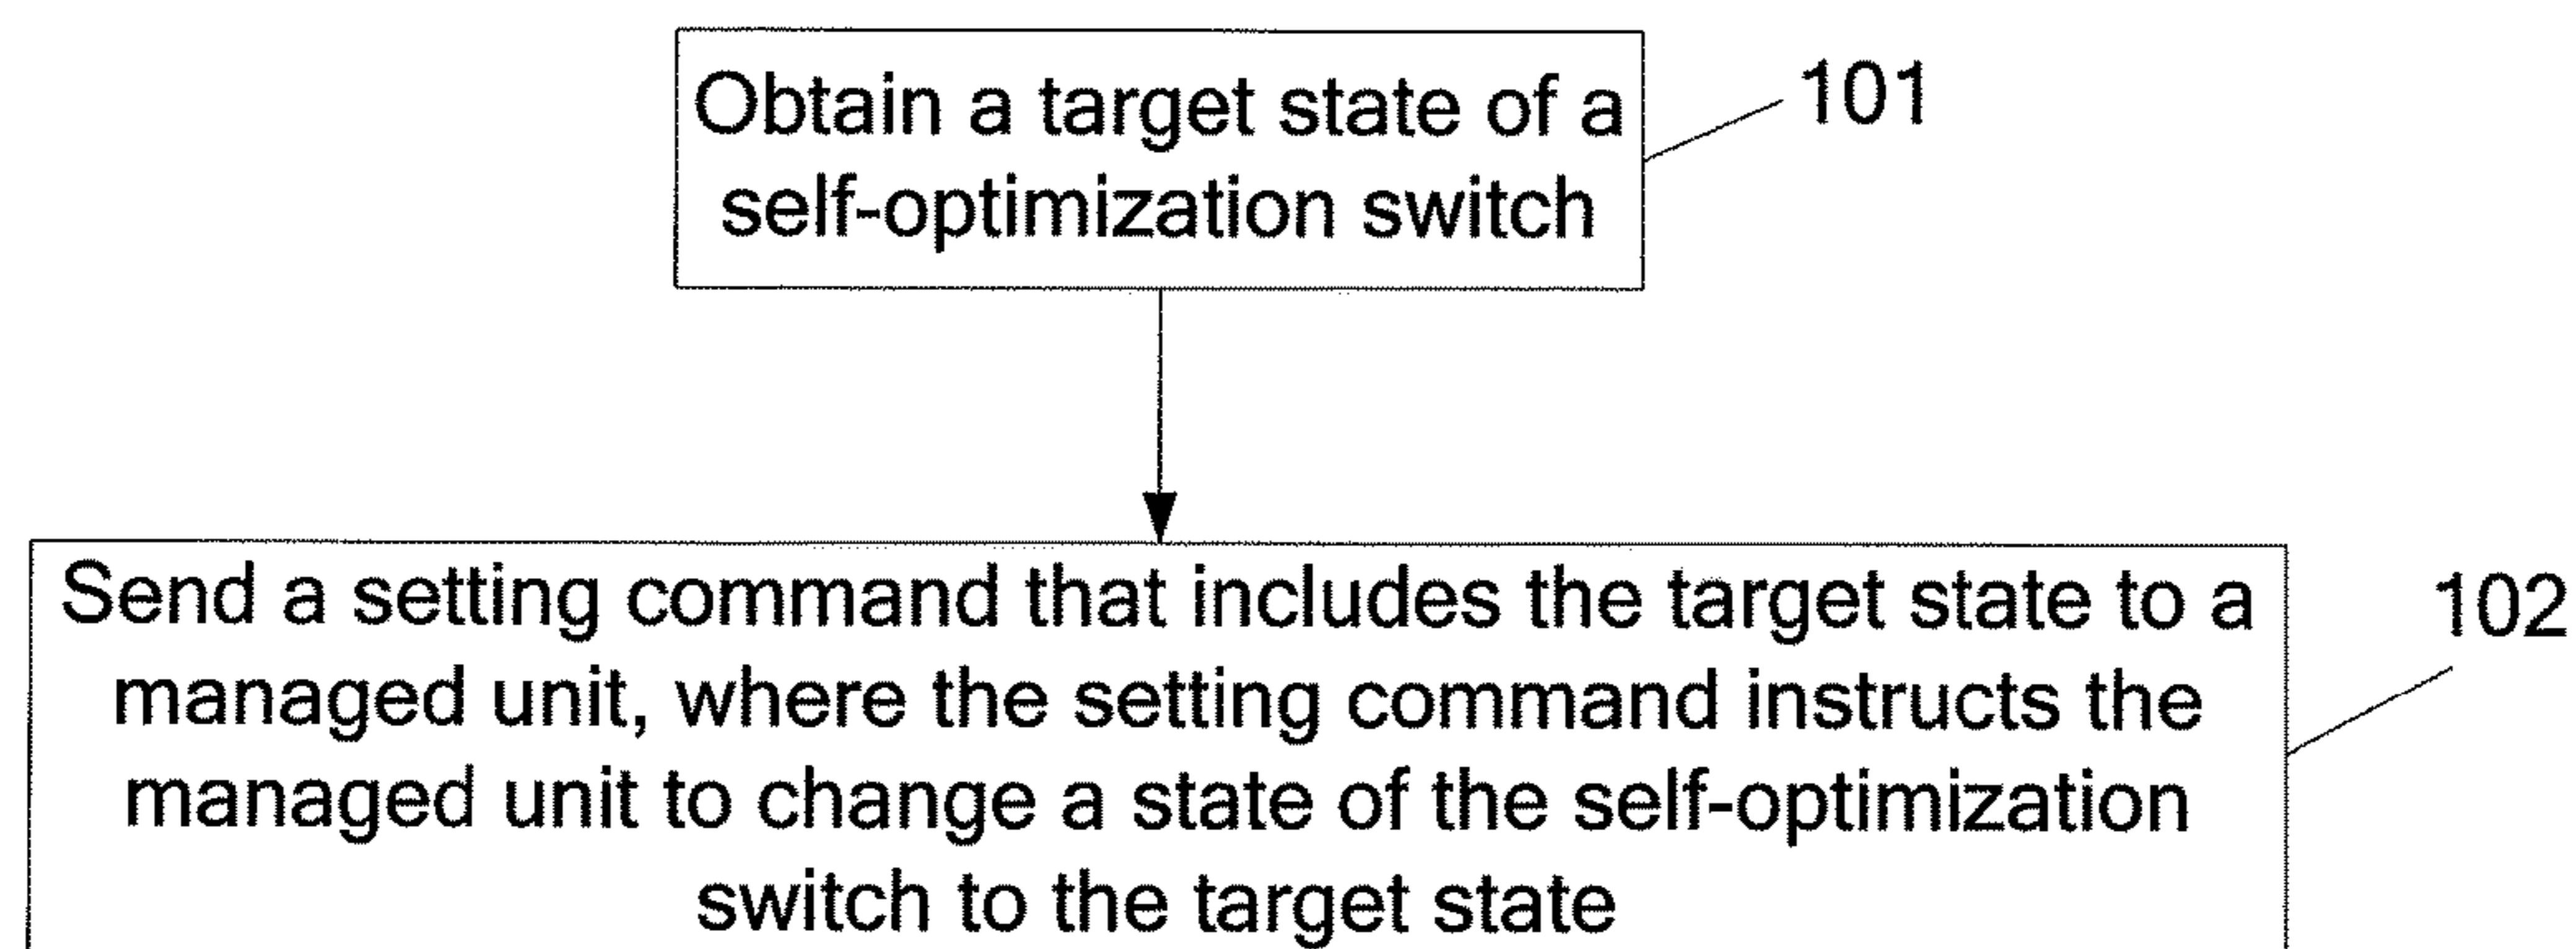 Obtain a target state of a
self-optimization switch
101
Send a setting command that includes the target state to a
managed unit, where the setting command instructs the
managed unit to change a state of the self-optimization
switch to the target state
102